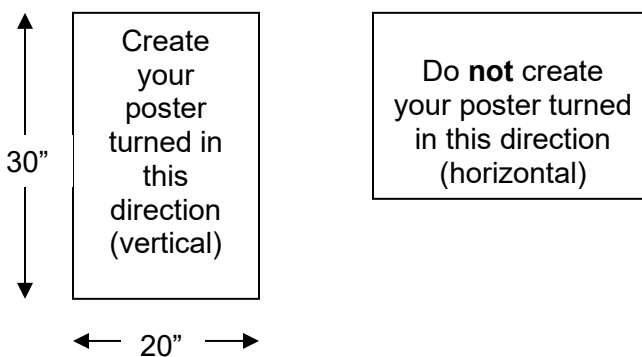 Create
your
poster
turned in
this
direction
(vertical)
30”
20”
Do not create
your poster turned
in this direction
(horizontal)